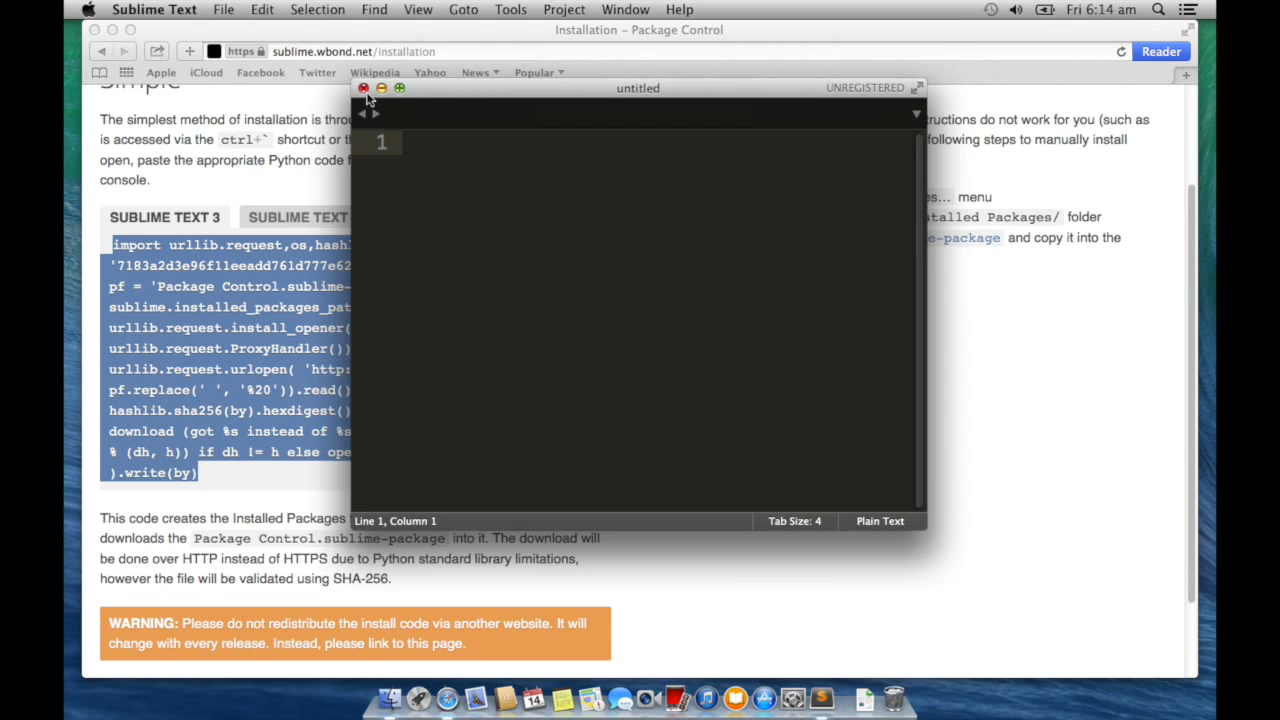 Sublime Text File Edit Selection Find View Goto Tools Project Window Help Fri 6:14 am
Installation – Package Control
https sublime.wbond.net/installation Reader
Apple iCloud Facebook Twitter Wikipedia Yahoo News Popular
untitled UNREGISTERED
Simple
The simplest method of installation is
is accessed via the ctrl+` shortcut or
open, paste the appropriate Python code
console.
SUBLIME TEXT 3 SUBLIME TEXT
import urllib.request,os,
'7183a2d3e96f11eeadd761d777e62
pf = 'Package Control.sublime-
sublime.installed_packages_
urllib.request.install_opener(
urllib.request.ProxyHandler())
urllib.request.urlopen( 'http:
pf.replace(' ', '%20')).read()
hashlib.sha256(by).hexdigest()
download (got %s instead of %s
% (dh, h)) if dh != h else
).write(by)
This code creates the Installed Packages
downloads the Package Control.sublime-package into it. The download will
be done over HTTP instead of HTTPS due to Python standard library limitations,
however the file will be validated using SHA-256.
WARNING: Please do not redistribute the install code via another website. It will
change with every release. Instead, please link to this page.
1
Line 1, Column 1 Tab Size: 4 Plain Text
do not work for you (such as
following steps to manually install
menu
Packages/ folder
and copy it into the
14